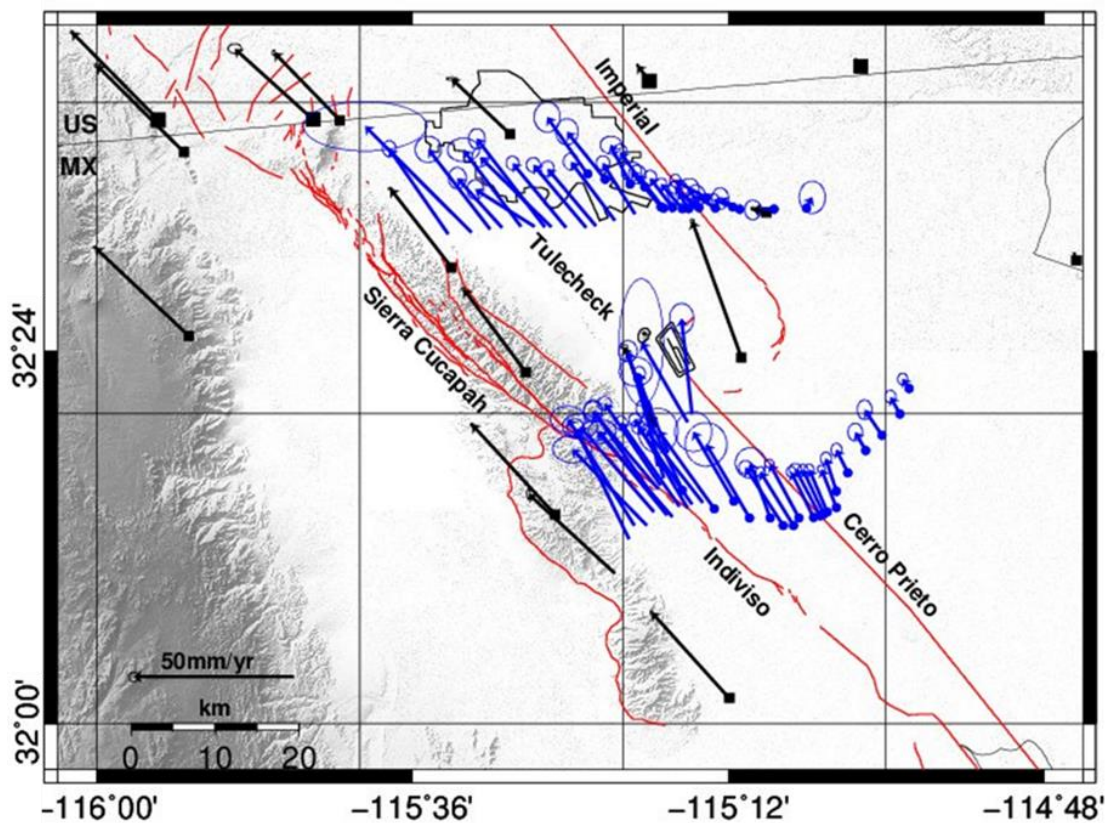 US
MX
Imperial
Tulecheck
Sierra Cucapah
32°24'
Indiviso
Cerro Prieto
50mm/yr
km
0 10 20
32°00'
-116°00' -115°36' -115°12' -114°48'